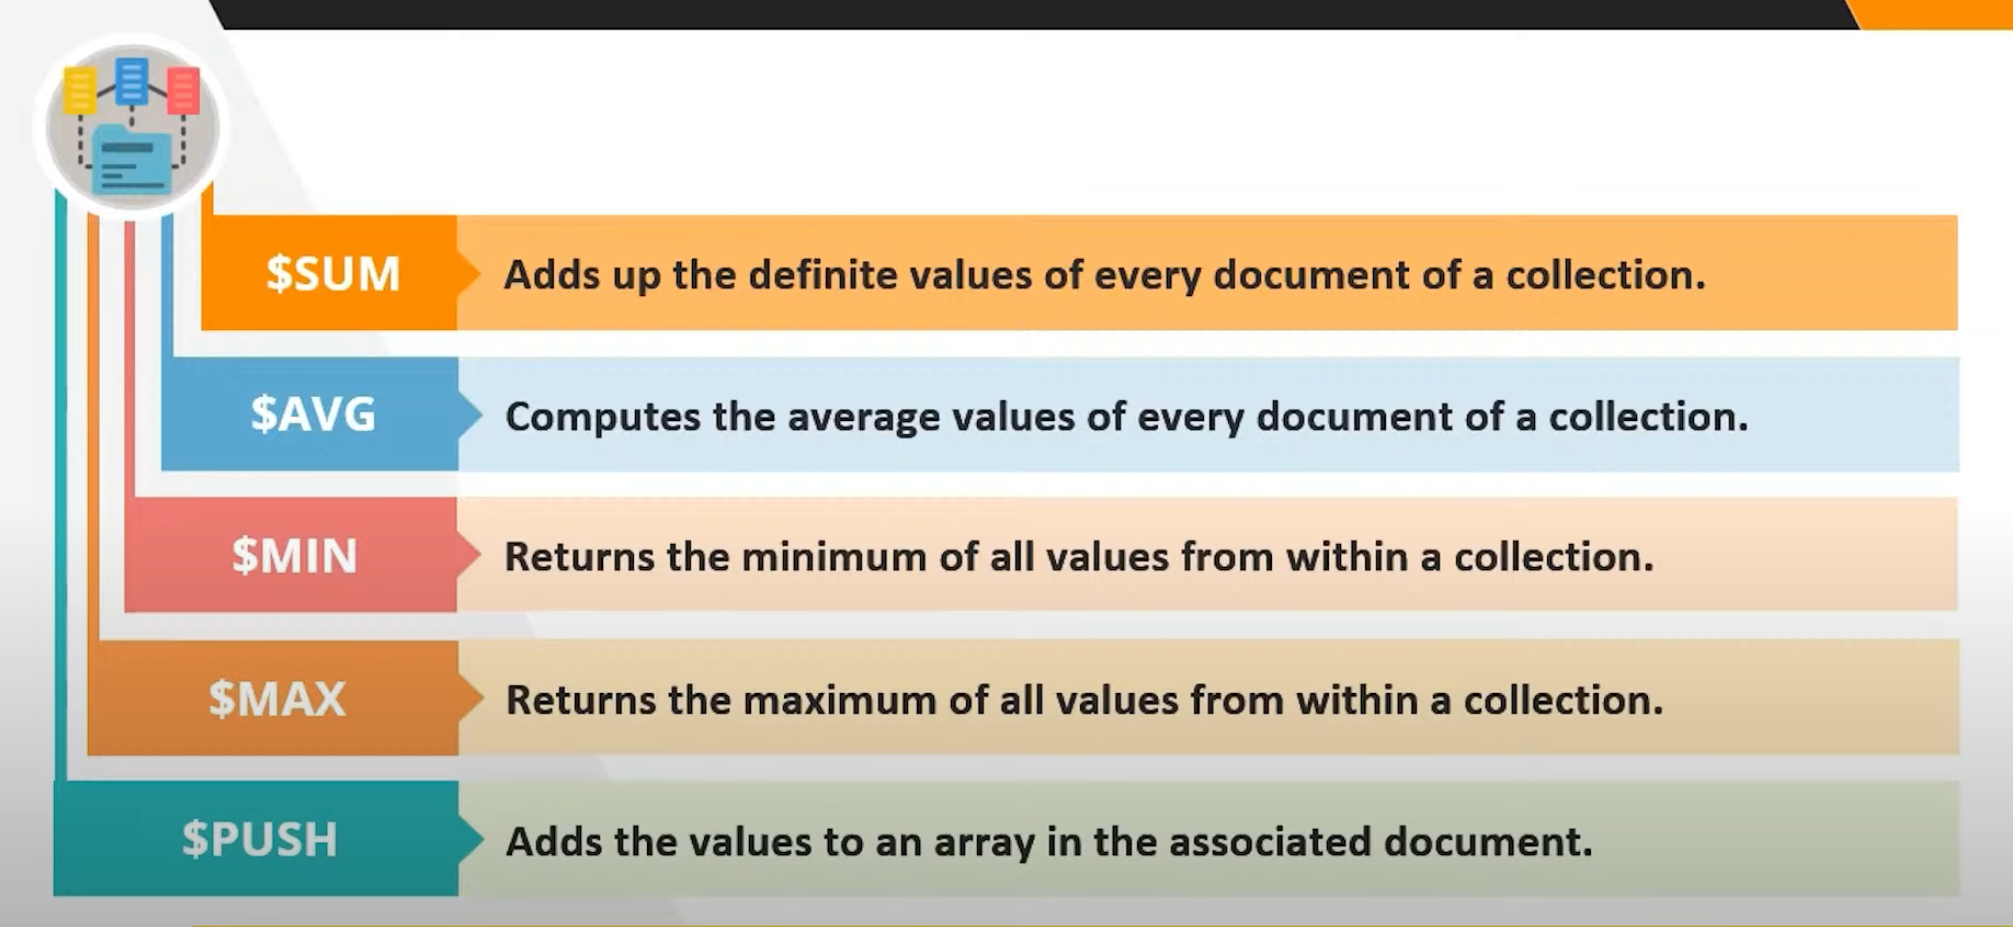 $SUM
Adds up the definite values of every document of a collection.
$AVG
Computes the average values of every document of a collection.
$MIN
Returns the minimum of all values from within a collection.
$MAX
Returns the maximum of all values from within a collection.
$PUSH
Adds the values to an array in the associated document.